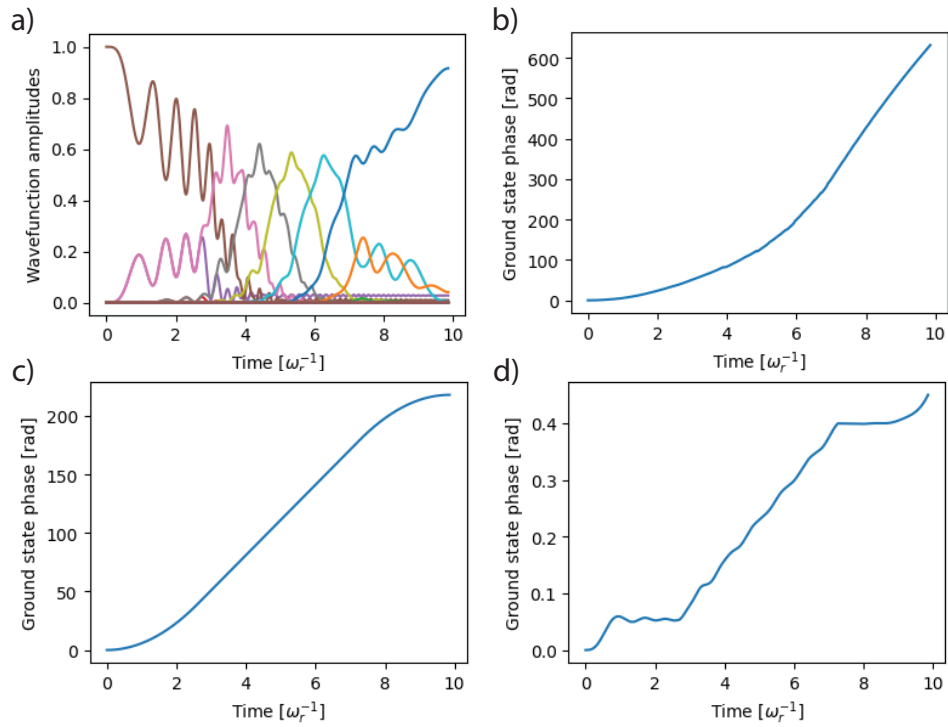 a)
Wavefunction amplitudes
1.0
0.8
0.6
0.4
0.2
0.0
0 2 4 6 8 10
Time [ω_r^{-1}]
b)
Ground state phase [rad]
600
500
400
300
200
100
0
0 2 4 6 8 10
Time [ω_r^{-1}]
c)
Ground state phase [rad]
200
150
100
50
0
0 2 4 6 8 10
Time [ω_r^{-1}]
d)
Ground state phase [rad]
0.4
0.3
0.2
0.1
0.0
0 2 4 6 8 10
Time [ω_r^{-1}]